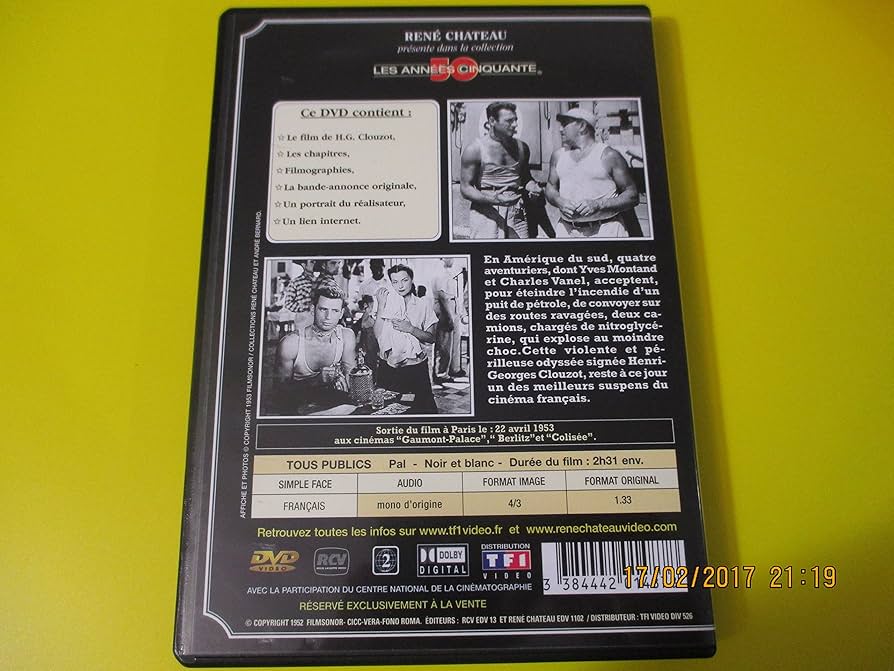 RENÉ CHATEAU
présente dans la collection
LES ANNÉES CINQUANTE
50
Ce DVD contient :
☆Le film de H.G. Clouzot,
☆Les chapitres,
☆Filmographies,
☆La bande-annonce originale,
☆Un portrait du réalisateur,
☆Un lien internet.
En Amérique du sud, quatre
aventuriers, dont Yves Montand
et Charles Vanel, acceptent,
pour éteindre l'incendie d'un
puit de pétrole, de convoyer sur
des routes ravagées, deux ca-
mions, chargés de nitroglycé-
rine, qui explose au moindre
choc.Cette violente et pé-
rilleuse odyssée signée Henri-
Georges Clouzot, reste à ce jour
un des meilleurs suspens du
cinéma français.
AFFICHE ET PHOTOS © COPYRIGHT 1953 FILMSONOR / COLLECTIONS RENÉ CHATEAU ET ANDRÉ BERNARD.
Sortie du film à Paris le : 22 avril 1953
aux cinémas "Gaumont-Palace"," Berlitz"et "Colisée".
TOUS PUBLICS Pal - Noir et blanc - Durée du film : 2h31 env.
SIMPLE FACE AUDIO FORMAT IMAGE FORMAT ORIGINAL
FRANÇAIS mono d'origine 4/3 1.33
Retrouvez toutes les infos sur www.tf1video.fr et www.renechateauvideo.com
DVD VIDEO
RCV
2
DOLBY DIGITAL
DISTRIBUTION TF1 VIDEO
3 384442
17/02/2017 21:19
AVEC LA PARTICIPATION DU CENTRE NATIONAL DE LA CINÉMATOGRAPHIE
RÉSERVÉ EXCLUSIVEMENT À LA VENTE
© COPYRIGHT 1952 FILMSONOR- CICC-VERA-FONO ROMA. ÉDITEURS : RCV EDV 13 ET RENÉ CHATEAU EDV 1102 / DISTRIBUTEUR : TFI VIDEO DIV 526